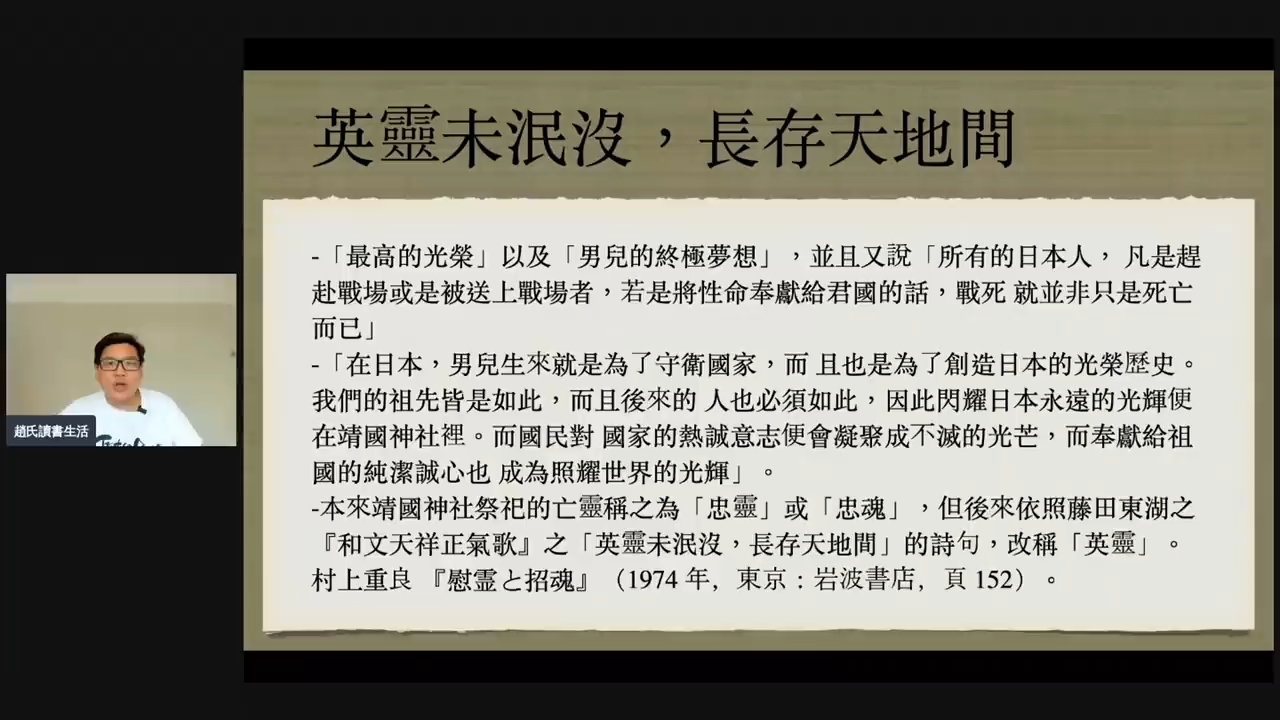 英靈未泯沒，長存天地間
-「最高的光榮」以及「男兒的終極夢想」，並且又說「所有的日本人， 凡是趕
赴戰場或是被送上戰場者，若是將性命奉獻給君國的話，戰死 就並非只是死亡
而已」
-「在日本，男兒生來就是為了守衛國家，而 且也是為了創造日本的光榮歷史。
我們的祖先皆是如此，而且後來的 人也必須如此，因此閃耀日本永遠的光輝便
在靖國神社裡。而國民對 國家的熱誠意志便會凝聚成不滅的光芒，而奉獻給祖
國的純潔誠心也 成為照耀世界的光輝」。
-本來靖國神社祭祀的亡靈稱之為「忠靈」或「忠魂」，但後來依照藤田東湖之
『和文天祥正氣歌』之「英靈未泯沒，長存天地間」的詩句，改稱「英靈」。
村上重良 『慰霊と招魂』（1974 年，東京：岩波書店，頁 152）。
趙氏讀書生活